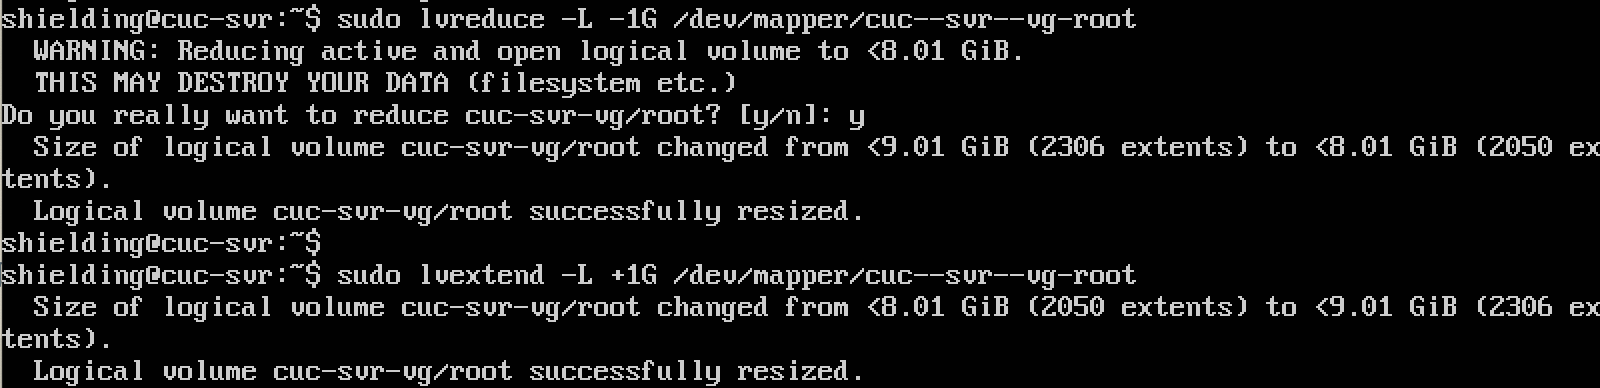 shielding@cuc-svr:~$ sudo lvreduce -L -1G /dev/mapper/cuc--svr--vg-root
  WARNING: Reducing active and open logical volume to <8.01 GiB.
  THIS MAY DESTROY YOUR DATA (filesystem etc.)
Do you really want to reduce cuc-svr-vg/root? [y/n]: y
  Size of logical volume cuc-svr-vg/root changed from <9.01 GiB (2306 extents) to <8.01 GiB (2050 ex
tents).
  Logical volume cuc-svr-vg/root successfully resized.
shielding@cuc-svr:~$
shielding@cuc-svr:~$ sudo lvextend -L +1G /dev/mapper/cuc--svr--vg-root
  Size of logical volume cuc-svr-vg/root changed from <8.01 GiB (2050 extents) to <9.01 GiB (2306 ex
tents).
  Logical volume cuc-svr-vg/root successfully resized.